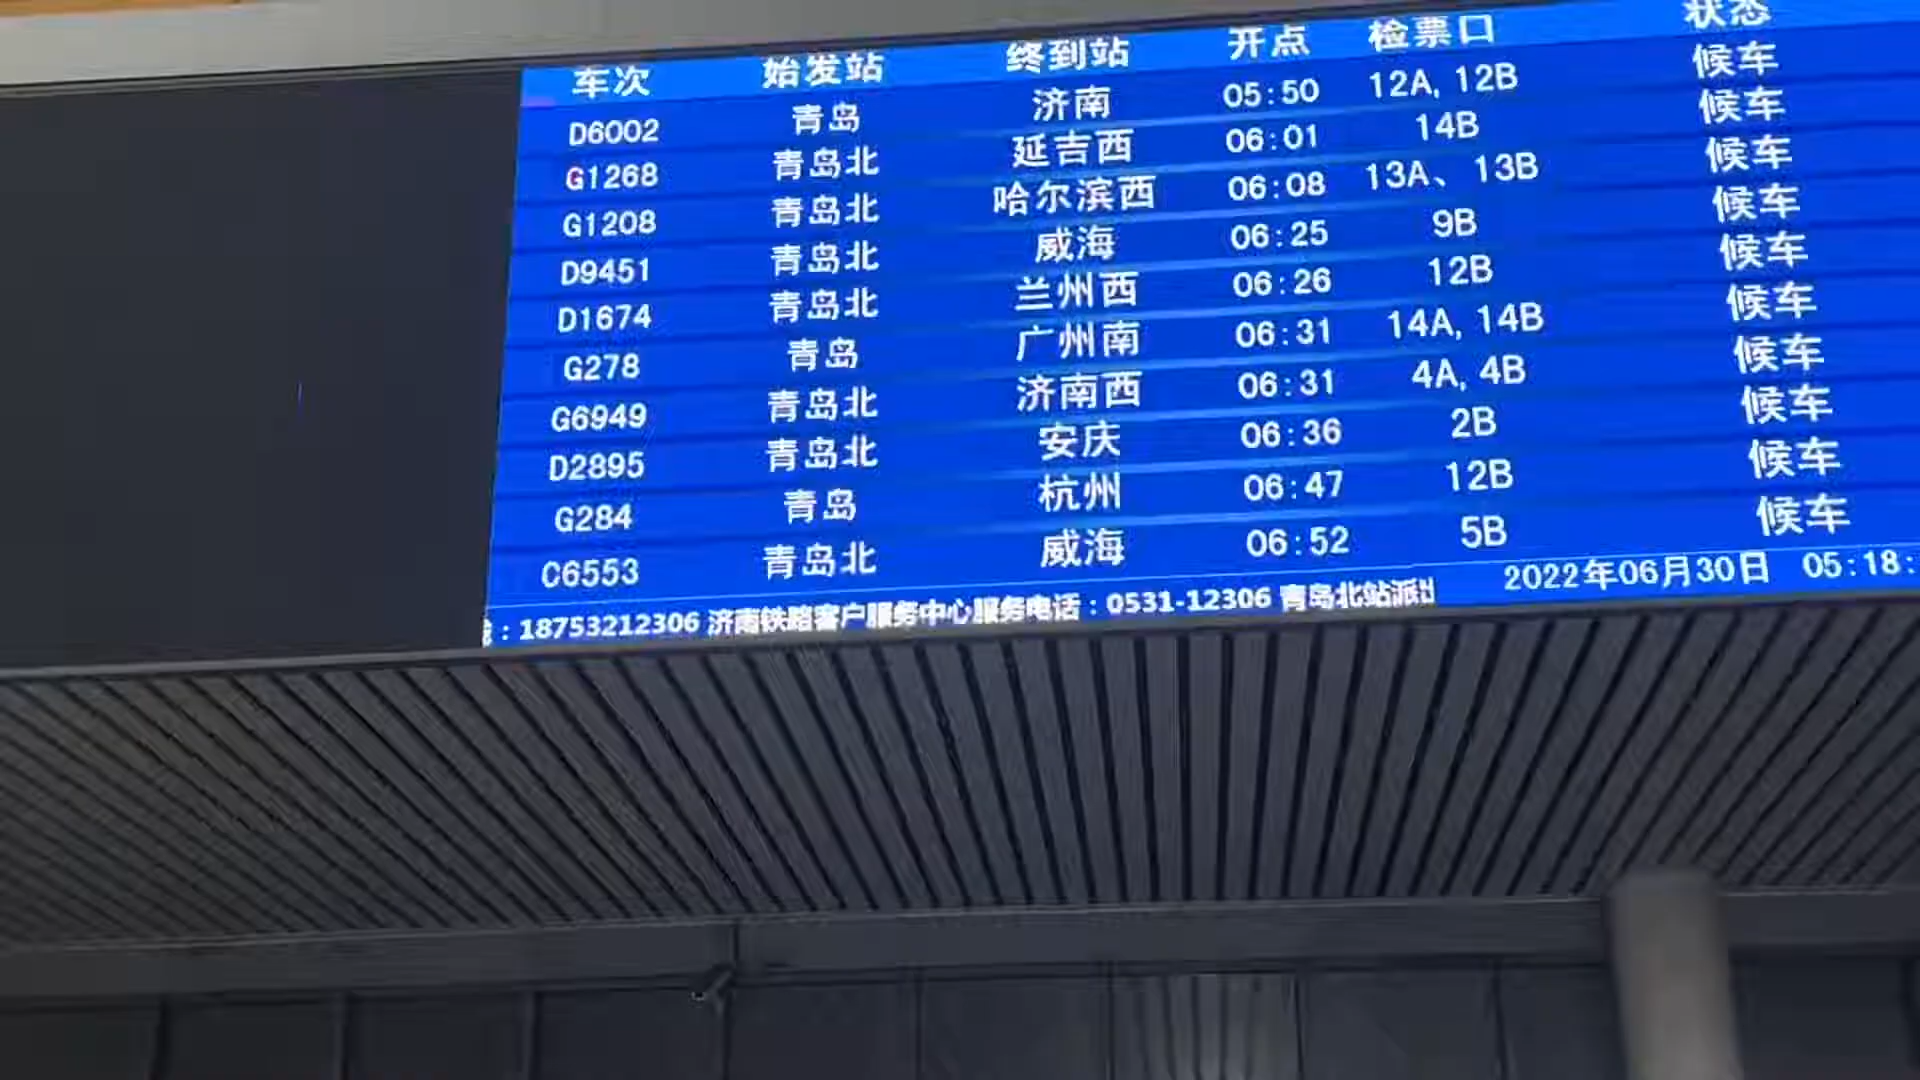 车次 始发站 终到站 开点 检票口 状态
D6002 青岛 济南 05:50 12A, 12B 候车
G1268 青岛北 延吉西 06:01 14B 候车
G1208 青岛北 哈尔滨西 06:08 13A、13B 候车
D9451 青岛北 威海 06:25 9B 候车
D1674 青岛北 兰州西 06:26 12B 候车
G278 青岛 广州南 06:31 14A, 14B 候车
G6949 青岛北 济南西 06:31 4A, 4B 候车
D2895 青岛北 安庆 06:36 2B 候车
G284 青岛 杭州 06:47 12B 候车
C6553 青岛北 威海 06:52 5B 候车
：18753212306 济南铁路客户服务中心服务电话：0531-12306 青岛北站派出 2022年06月30日 05:18: